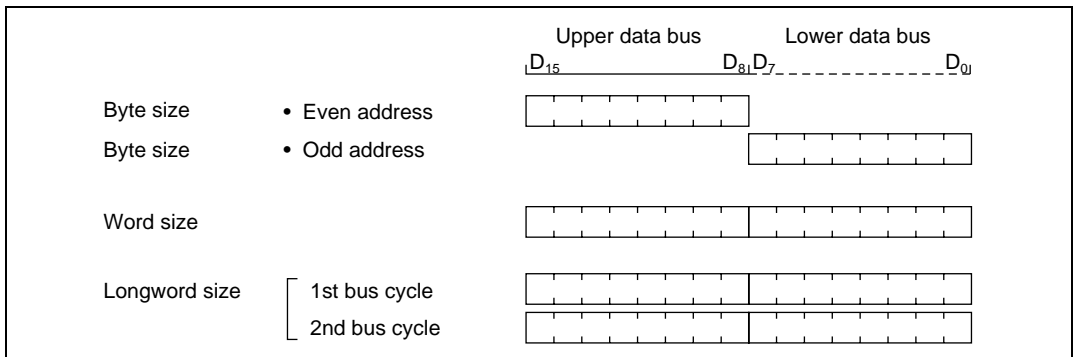 Upper data bus Lower data bus
D15 D8 D7 D0
Byte size • Even address
Byte size • Odd address
Word size
Longword size 1st bus cycle
2nd bus cycle